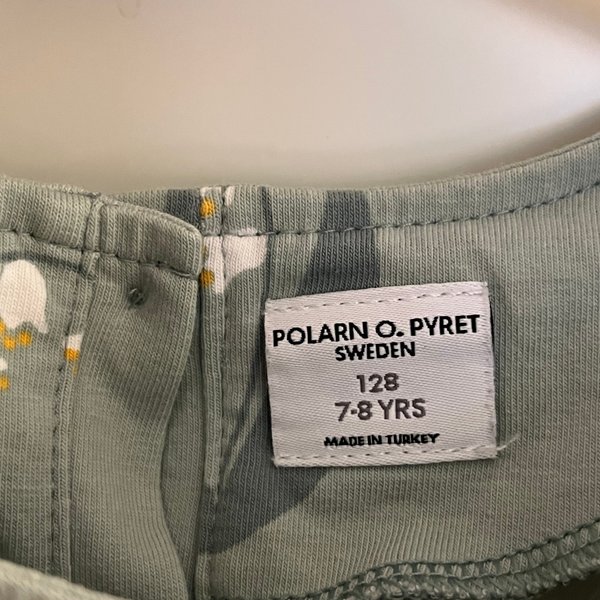 POLARN O. PYRET
SWEDEN
128
7-8 YRS
MADE IN TURKEY